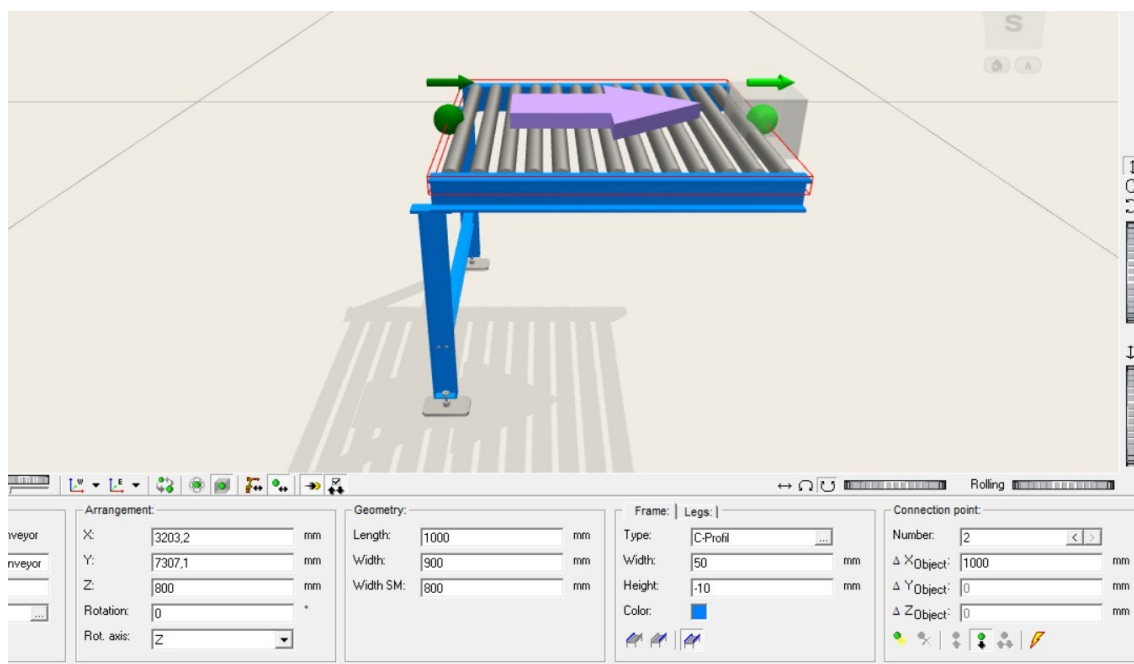 S
Rolling
Arrangement:
Geometry:
Frame:
Legs:
Connection point:
nveyor
X:
3203,2
mm
Length:
1000
mm
Type:
C-Profil
...
Number:
2
< >
nveyor
Y:
7307,1
mm
Width:
900
mm
Width:
50
mm
Δ XObject:
1000
mm
Z:
800
mm
Width SM:
800
mm
Height:
-10
mm
Δ YObject:
0
mm
...
Rotation:
0
°
Color:
Δ ZObject:
0
mm
Rot. axis:
Z